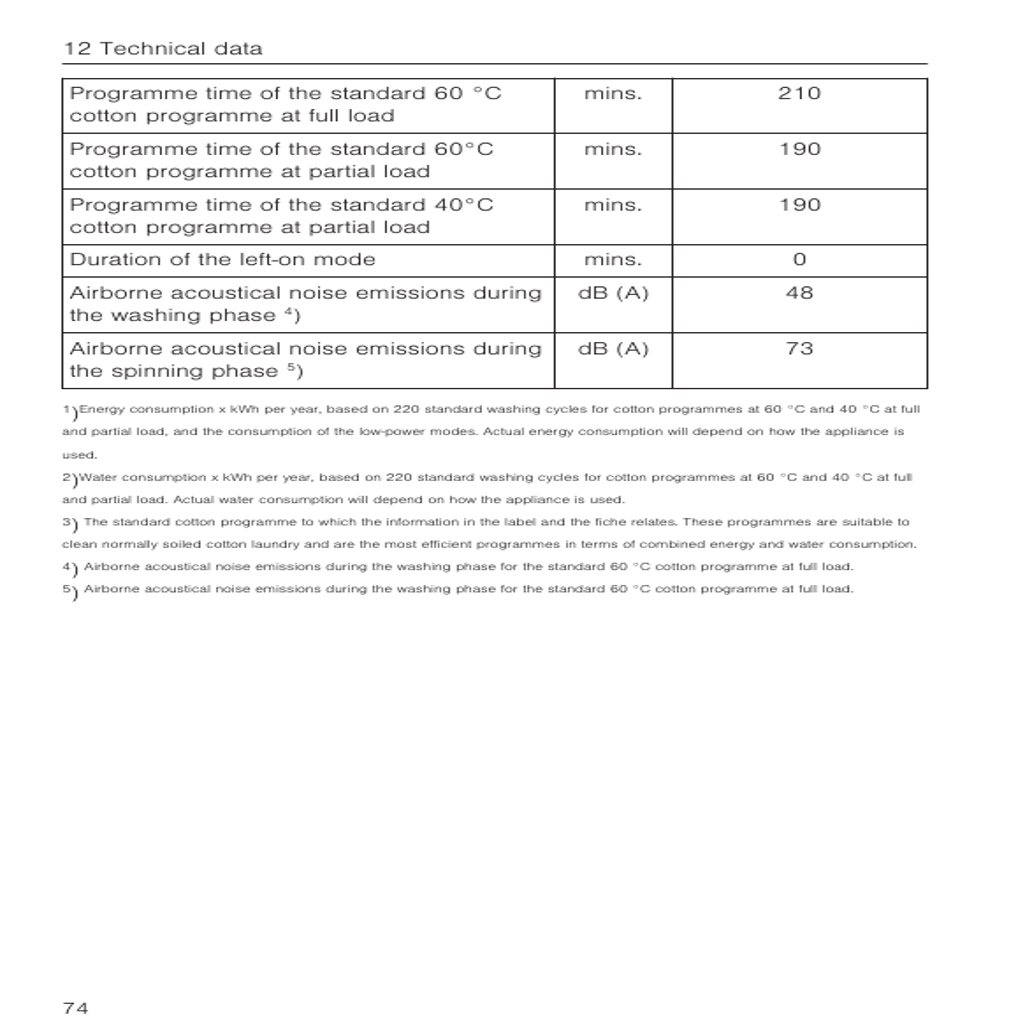 12 Technical data
Programme time of the standard 60 °C mins. 210
cotton programme at full load
Programme time of the standard 60°C mins. 190
cotton programme at partial load
Programme time of the standard 40°C mins. 190
cotton programme at partial load
Duration of the left-on mode mins. 0
Airborne acoustical noise emissions during dB (A) 48
the washing phase 4)
Airborne acoustical noise emissions during dB (A) 73
the spinning phase 5)
1)Energy consumption x kWh per year, based on 220 standard washing cycles for cotton programmes at 60 °C and 40 °C at full
and partial load, and the consumption of the low-power modes. Actual energy consumption will depend on how the appliance is
used.
2)Water consumption x kWh per year, based on 220 standard washing cycles for cotton programmes at 60 °C and 40 °C at full
and partial load. Actual water consumption will depend on how the appliance is used.
3) The standard cotton programme to which the information in the label and the fiche relates. These programmes are suitable to
clean normally soiled cotton laundry and are the most efficient programmes in terms of combined energy and water consumption.
4) Airborne acoustical noise emissions during the washing phase for the standard 60 °C cotton programme at full load.
5) Airborne acoustical noise emissions during the washing phase for the standard 60 °C cotton programme at full load.
74